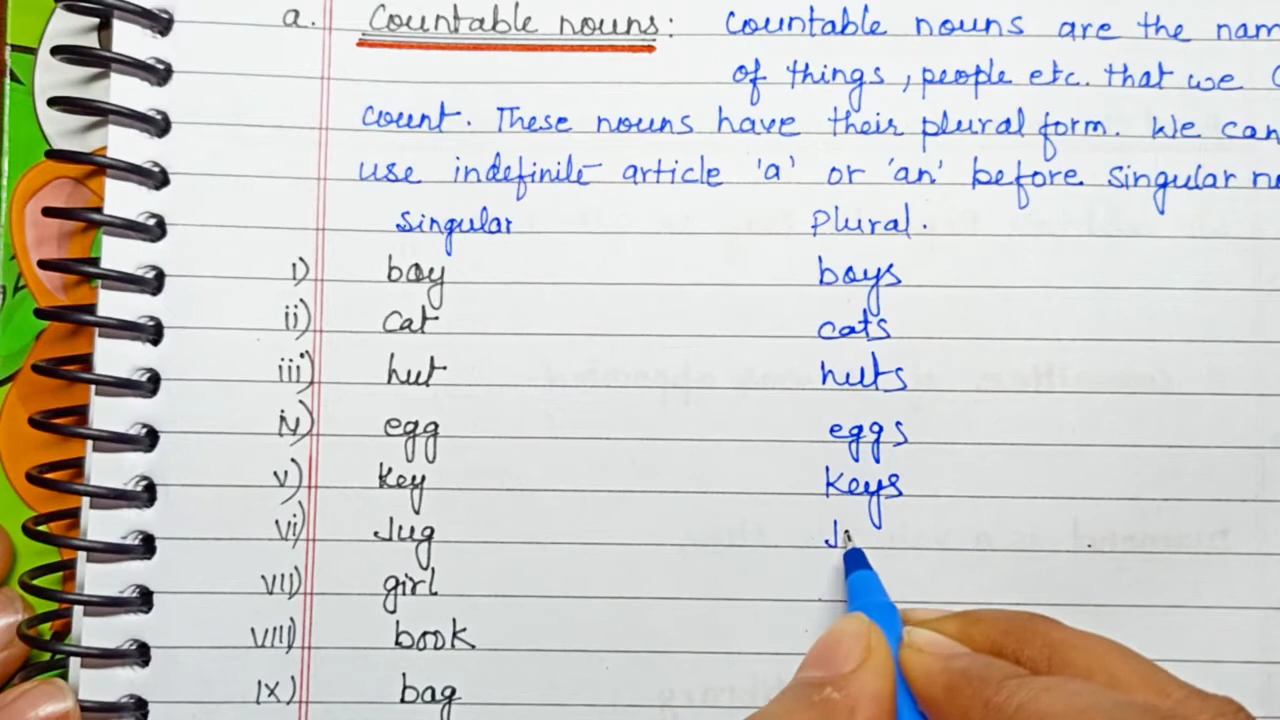 a. Countable nouns: Countable nouns are the nam
of things, people etc. that we
count. These nouns have their plural form. We can
use indefinite article 'a' or 'an' before singular n
Singular Plural.
i) boy boys
ii) cat cats
iii) hut huts
iv) egg eggs
v) key keys
vi) Jug J
VII) girl
VIII) book
IX) bag